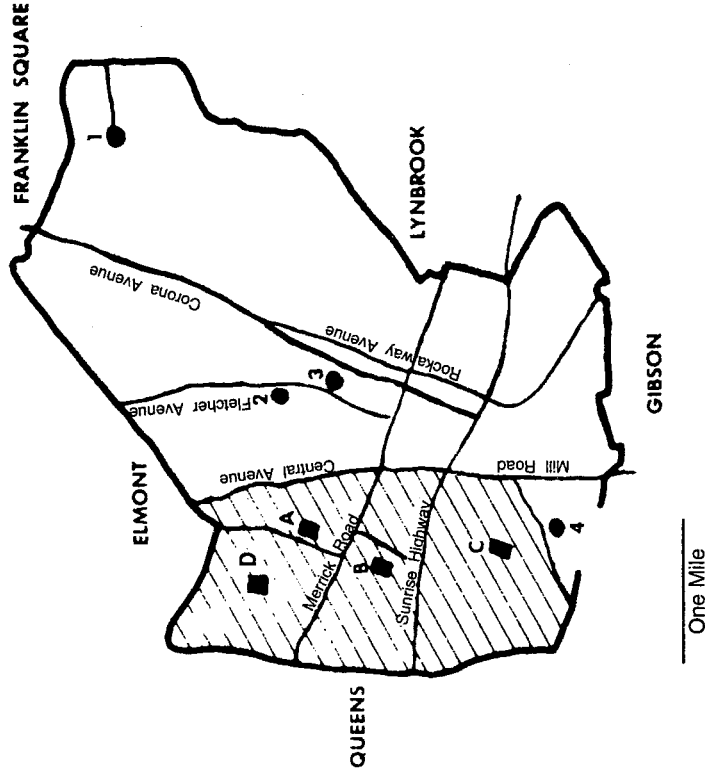 FRANKLIN SQUARE
1
LYNBROOK
Corona Avenue
Rockaway Avenue
3
2
Fletcher Avenue
GIBSON
ELMONT
Central Avenue
Mill Road
A
D
Merrick Road
B
Sunrise Highway
C
4
QUEENS
One Mile